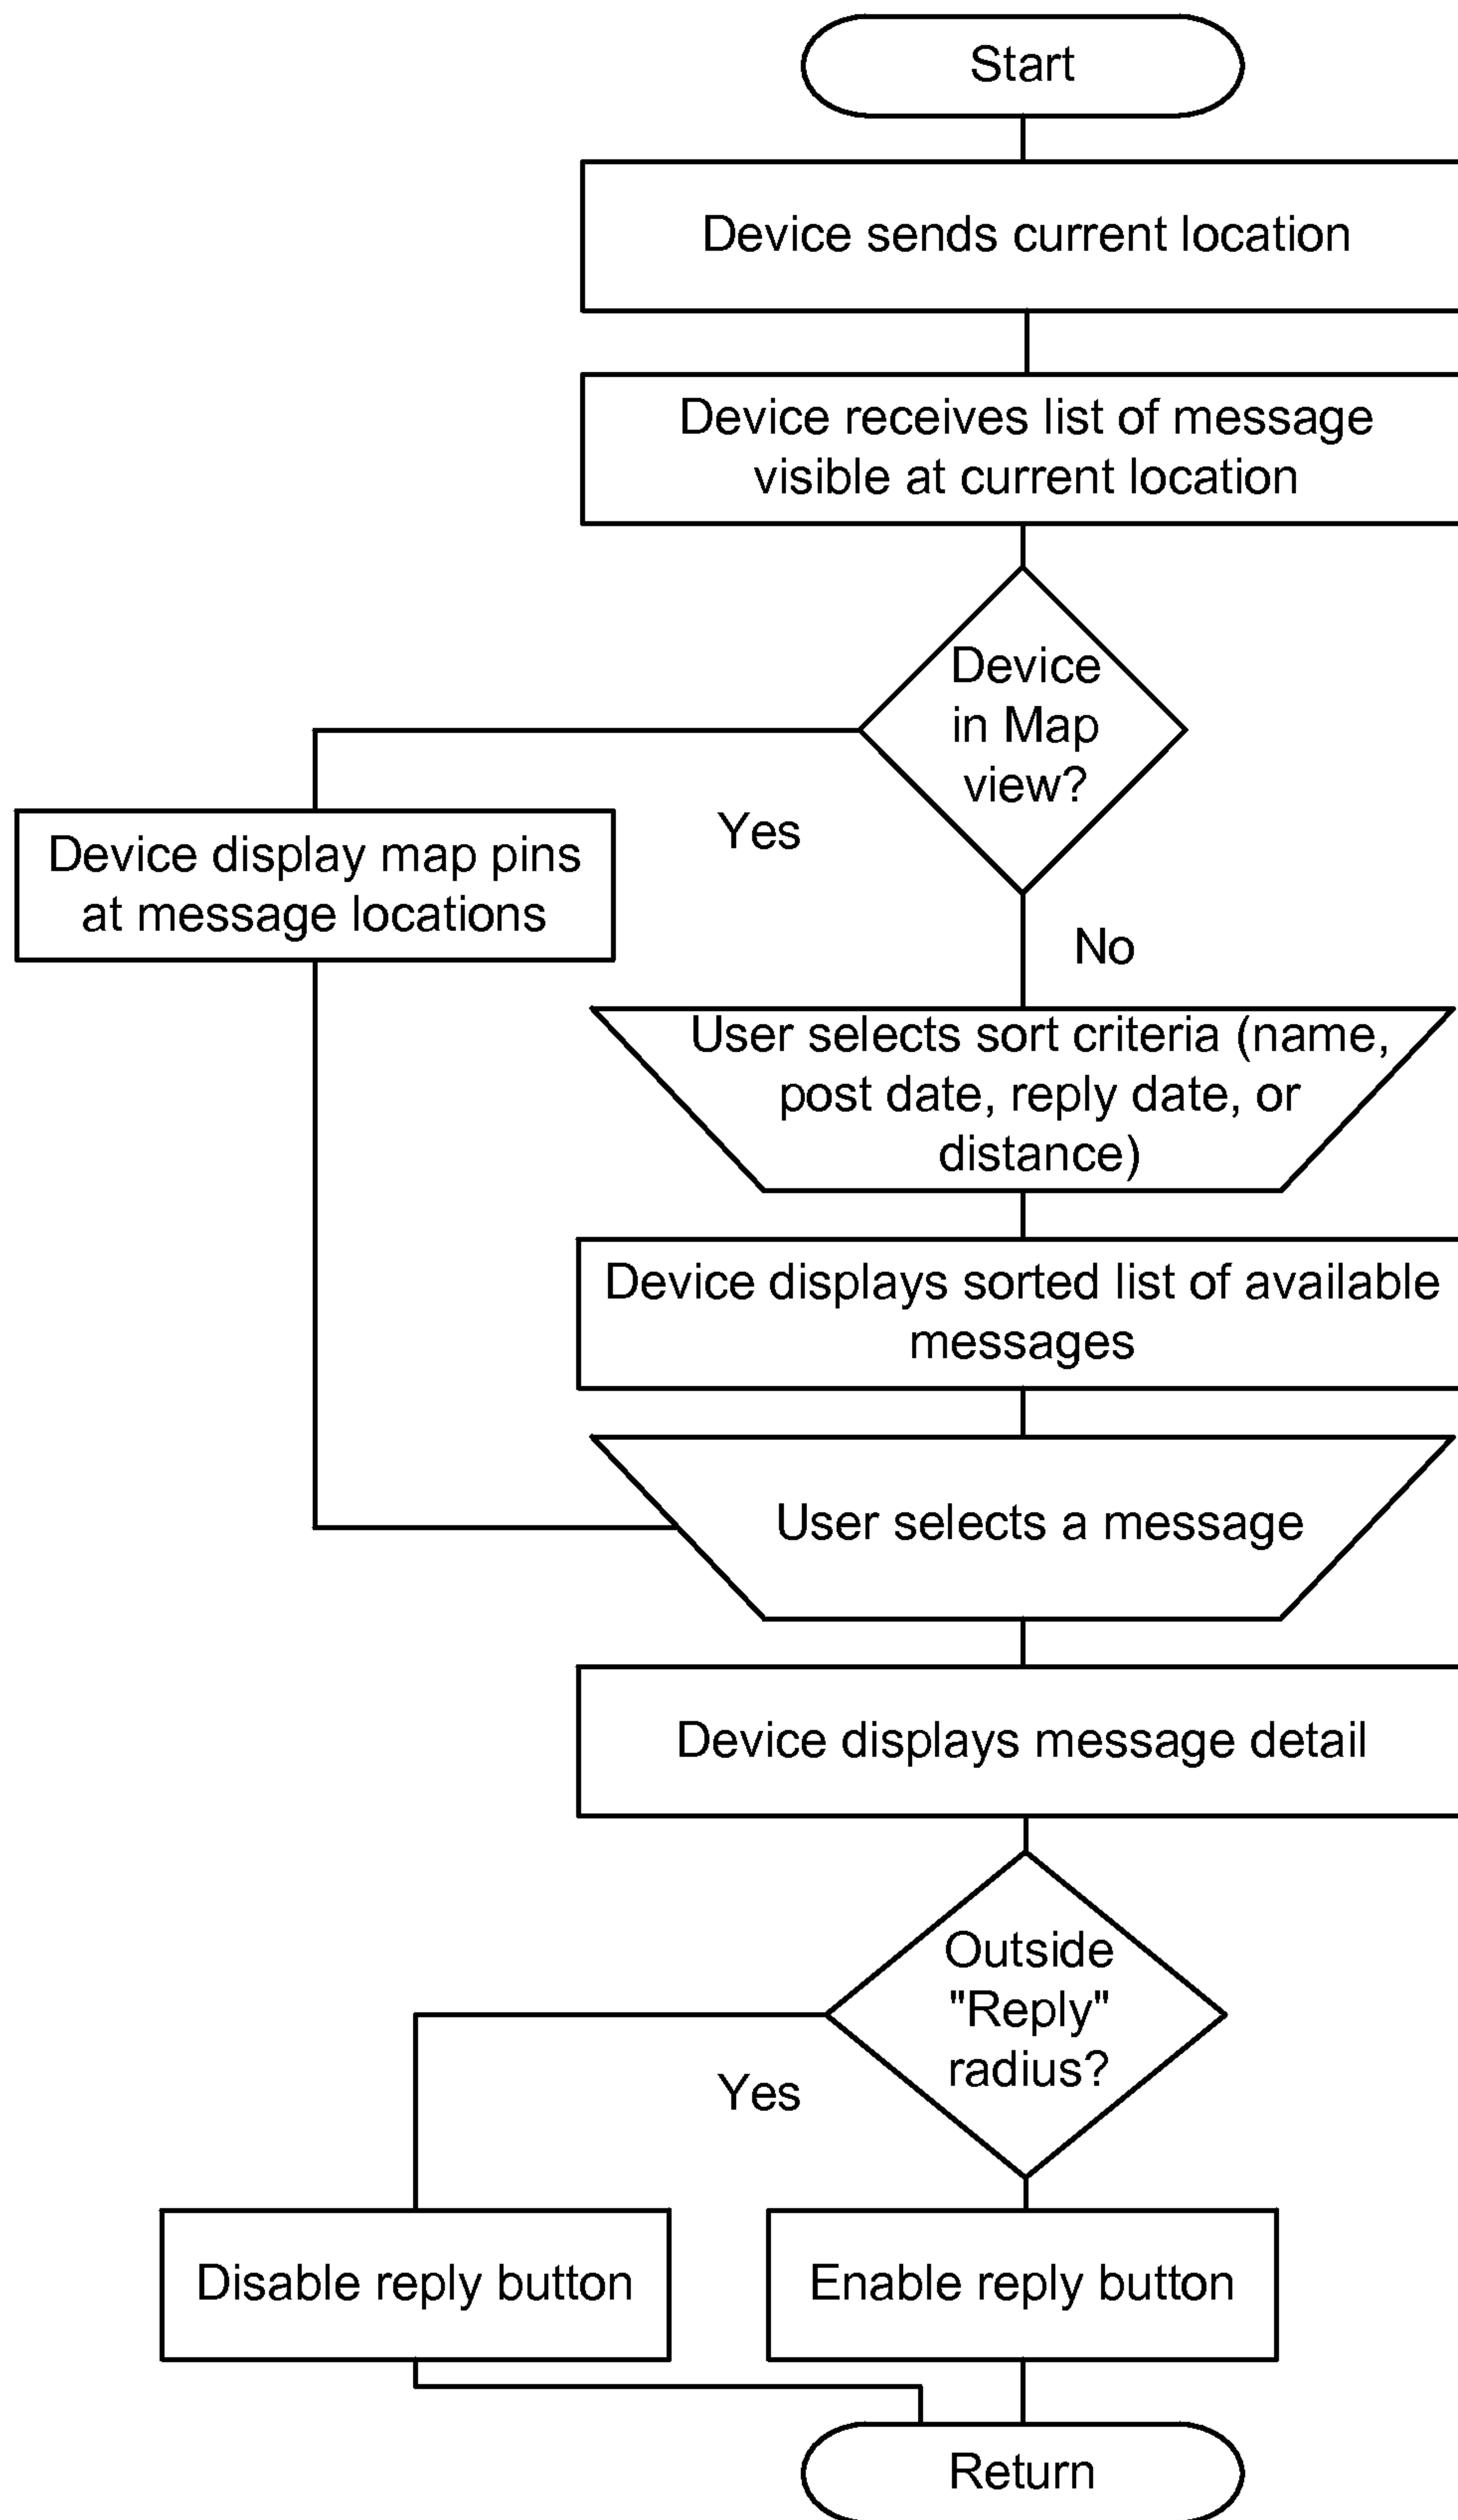 Start
Device sends current location
Device receives list of message
visible at current location
Device
in Map
view?
Yes
Device display map pins
at message locations
No
User selects sort criteria (name,
post date, reply date, or
distance)
Device displays sorted list of available
messages
User selects a message
Device displays message detail
Outside
"Reply"
radius?
Yes
Disable reply button
Enable reply button
Return